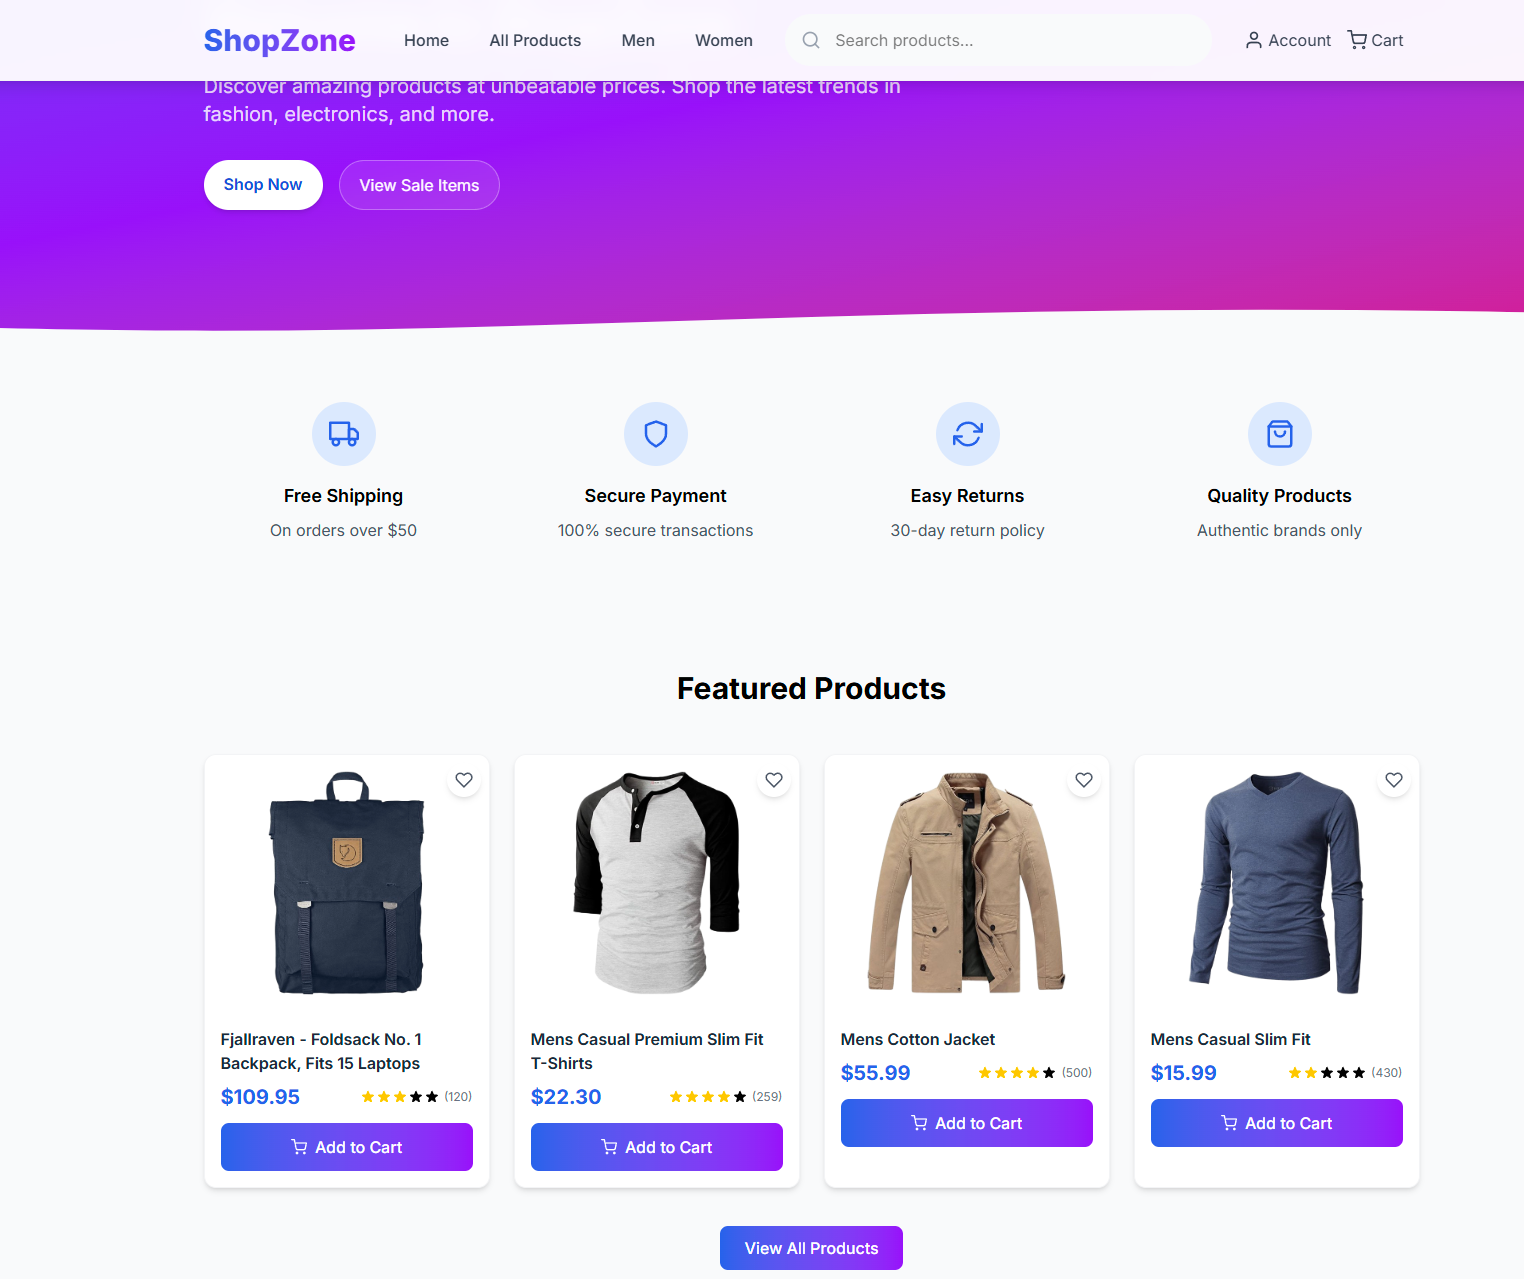 ShopZone
Home
All Products
Men
Women
Search products...
Account
Cart
Discover amazing products at unbeatable prices. Shop the latest trends in
fashion, electronics, and more.
Shop Now
View Sale Items
Free Shipping
On orders over $50
Secure Payment
100% secure transactions
Easy Returns
30-day return policy
Quality Products
Authentic brands only
Featured Products
Fjallraven - Foldsack No. 1
Backpack, Fits 15 Laptops
$109.95
(120)
Add to Cart
Mens Casual Premium Slim Fit
T-Shirts
$22.30
(259)
Add to Cart
Mens Cotton Jacket
$55.99
(500)
Add to Cart
Mens Casual Slim Fit
$15.99
(430)
Add to Cart
View All Products